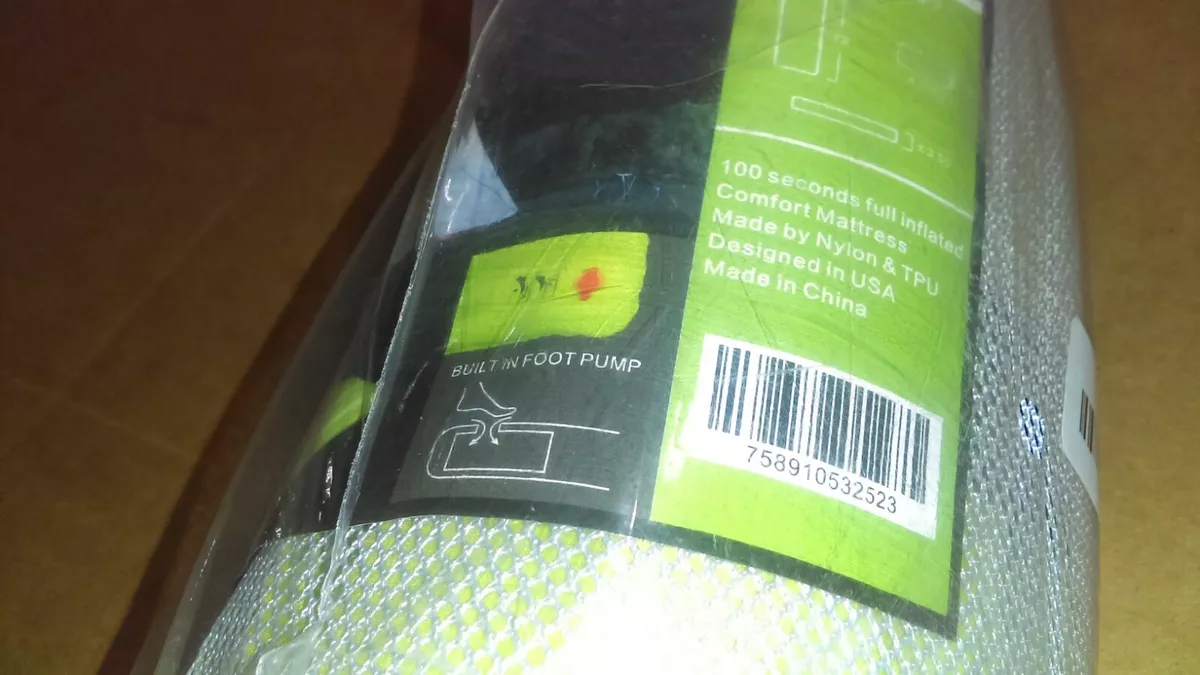 100 seconds full inflated
Comfort Mattress
Made by Nylon & TPU
Designed in USA
Made in China
BUILT IN FOOT PUMP
758910532523